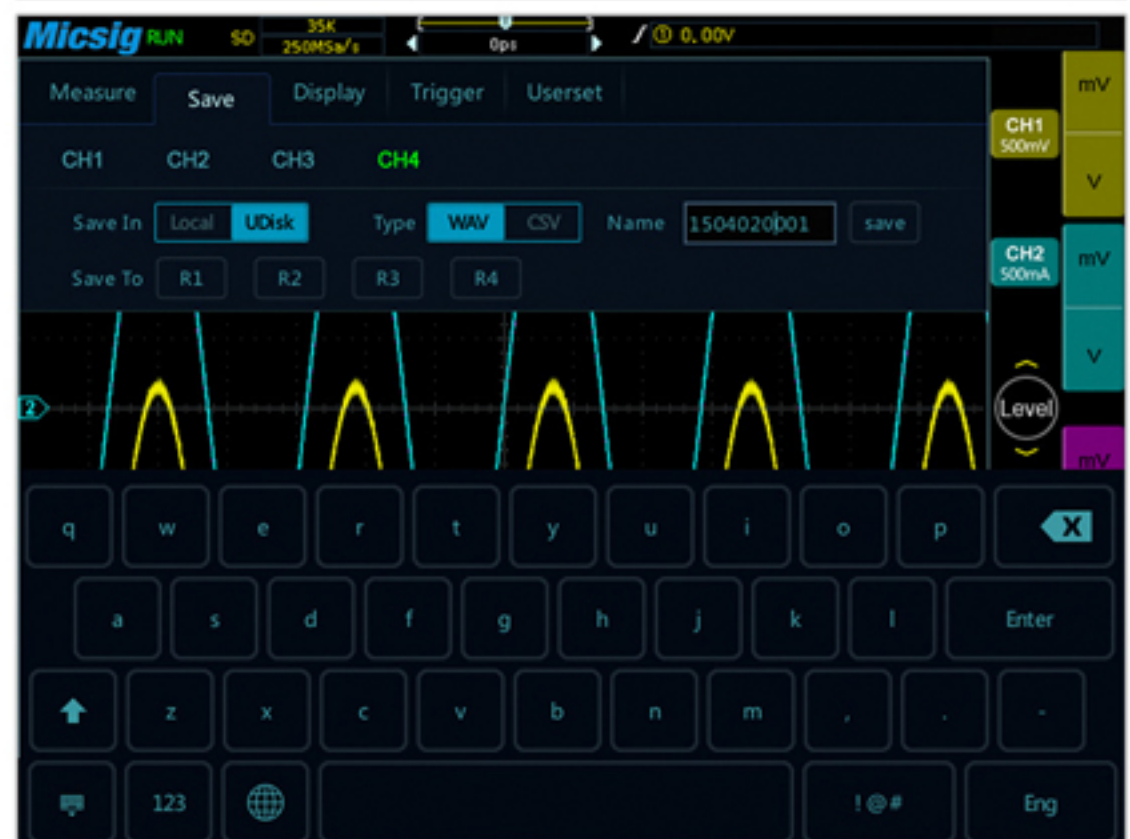 Micsig RUN SD 35K 250MSa/s 0ps ① 0.00V
Measure Save Display Trigger Userset
CH1 CH2 CH3 CH4
Save In Local UDisk Type WAV CSV Name 1504020001 save
Save To R1 R2 R3 R4
mV
CH1
500mV
V
CH2
500mA
mV
V
2
Level
mV
q w e r t y u i o p X
a s d f g h j k l Enter
z x c v b n m , . -
123 !@# Eng